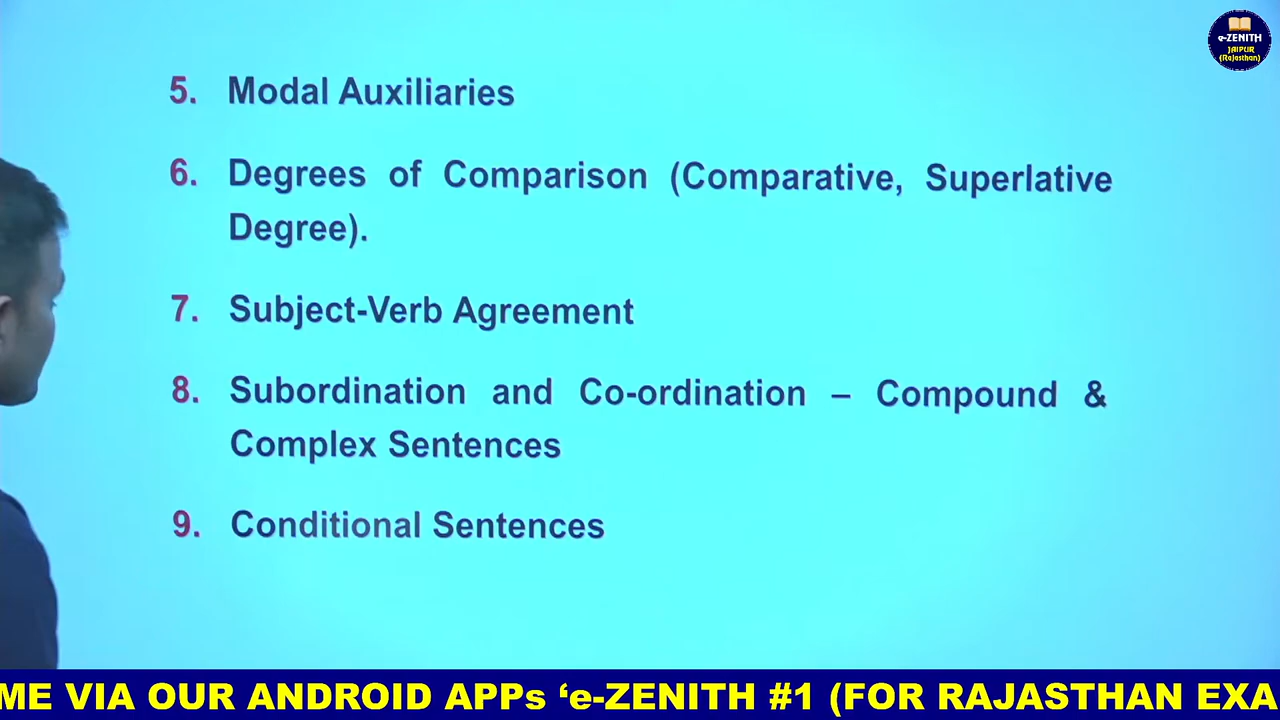 e-ZENITH
JAIPUR
(Rajasthan)
5. Modal Auxiliaries
6. Degrees of Comparison (Comparative, Superlative
Degree).
7. Subject-Verb Agreement
8. Subordination and Co-ordination – Compound &
Complex Sentences
9. Conditional Sentences
ME VIA OUR ANDROID APPs ‘e-ZENITH #1 (FOR RAJASTHAN EXA